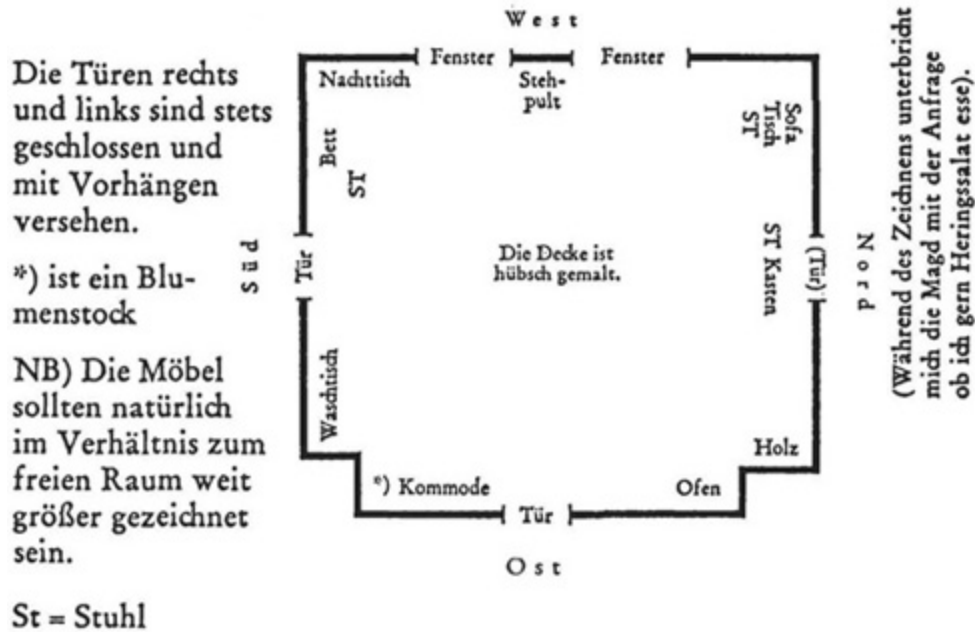 Die Türen rechts
und links sind stets
geschlossen und
mit Vorhängen
versehen.
*) ist ein Blu-
menstock
NB) Die Möbel
sollten natürlich
im Verhältnis zum
freien Raum weit
größer gezeichnet
sein.
St = Stuhl
West
Fenster
Fenster
Nachttisch
Steh-
pult
Sofa
Tisch
ST
Bett
ST
Süd
Tür
Die Decke ist
hübsch gemalt.
ST Kasten
(Tür)
Nord
Waschtisch
Holz
*) Kommode
Ofen
Tür
Ost
(Während des Zeichnens unterbricht
mich die Magd mit der Anfrage
ob ich gern Heringssalat esse).